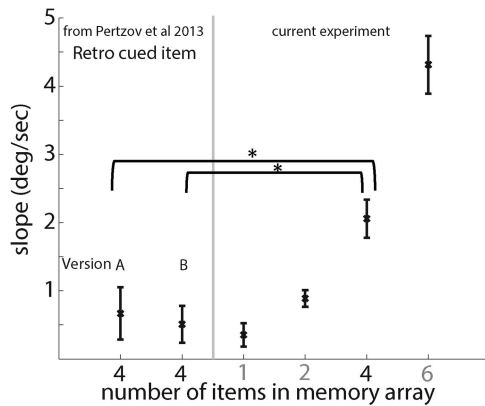 5
from Pertzov et al 2013
current experiment
Retro cued item
4
*
3
*
slope (deg/sec)
2
Version A
B
1
4 4 1 2 4 6
number of items in memory array